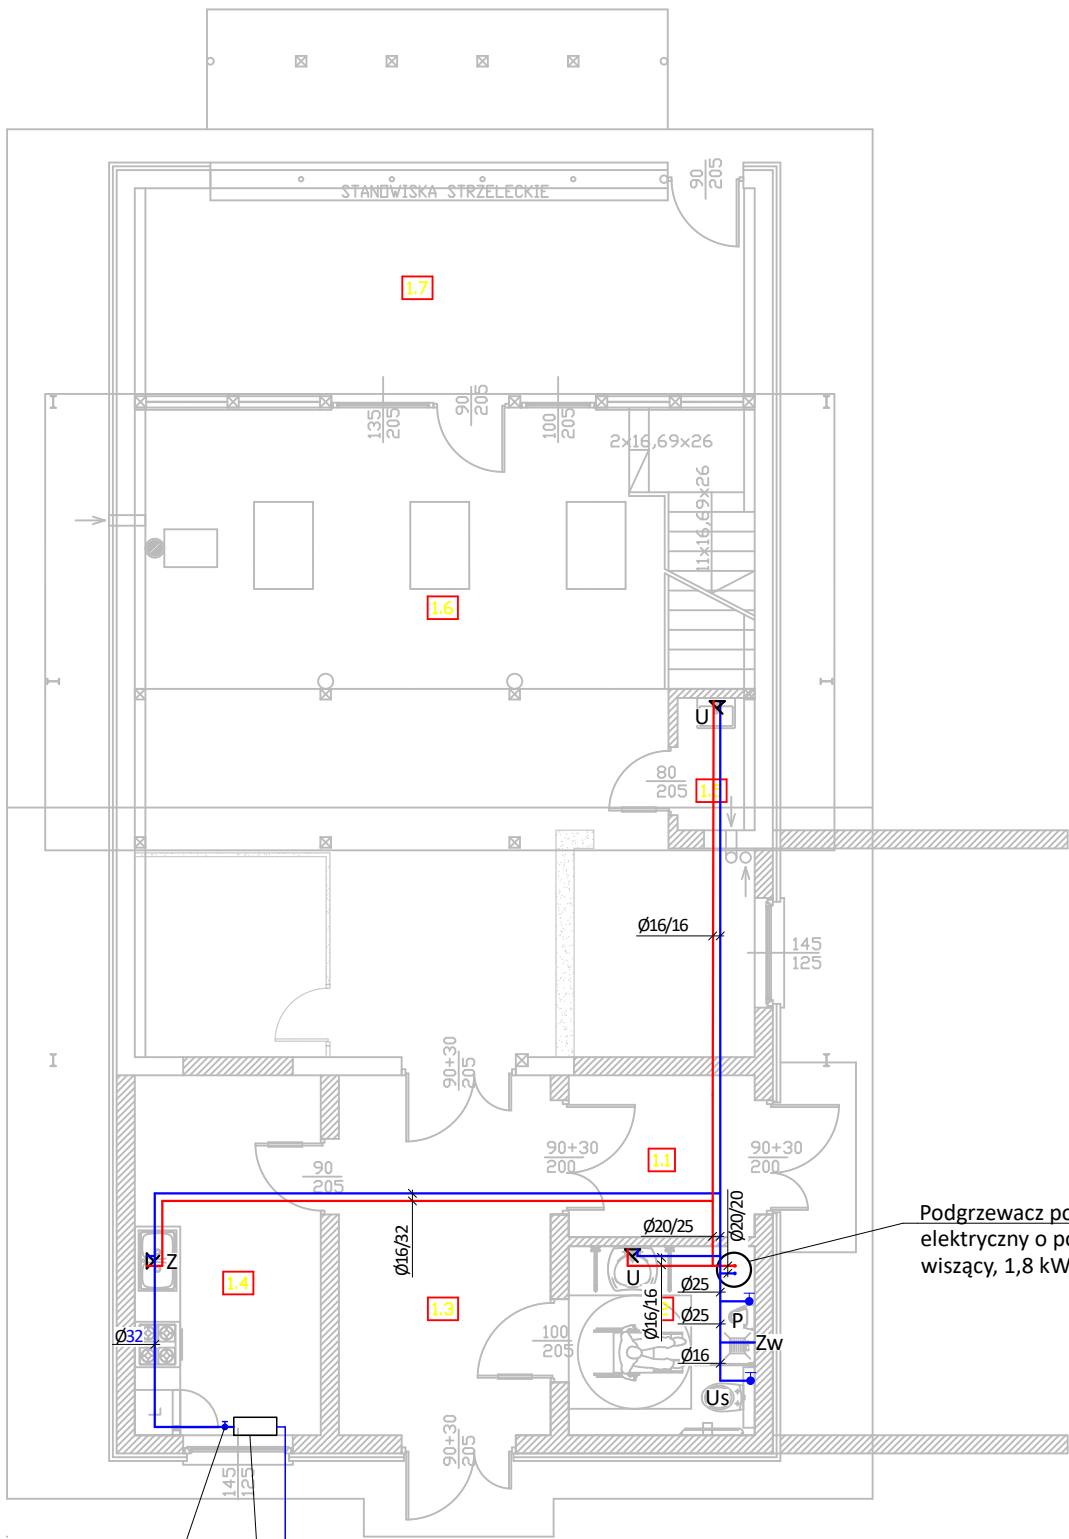 90
205
STANOWISKA STRZELECKIE
1.7
135
205
90
205
100
205
2x16,69x26
11x16,69x26
1.6
U
80
205
Ø16/16
145
125
90+30
205
90+30
200
1.1
90+30
200
90
205
Ø16/32
Ø20/25
Ø20/20
Podgrzewacz
elektryczny o
wiszący, 1,8 kW
Z
U
1.4
1.3
Ø25
Ø16/16
Ø25
P
Ø32
100
205
Zw
Ø16
Us
90+30
205
145
125